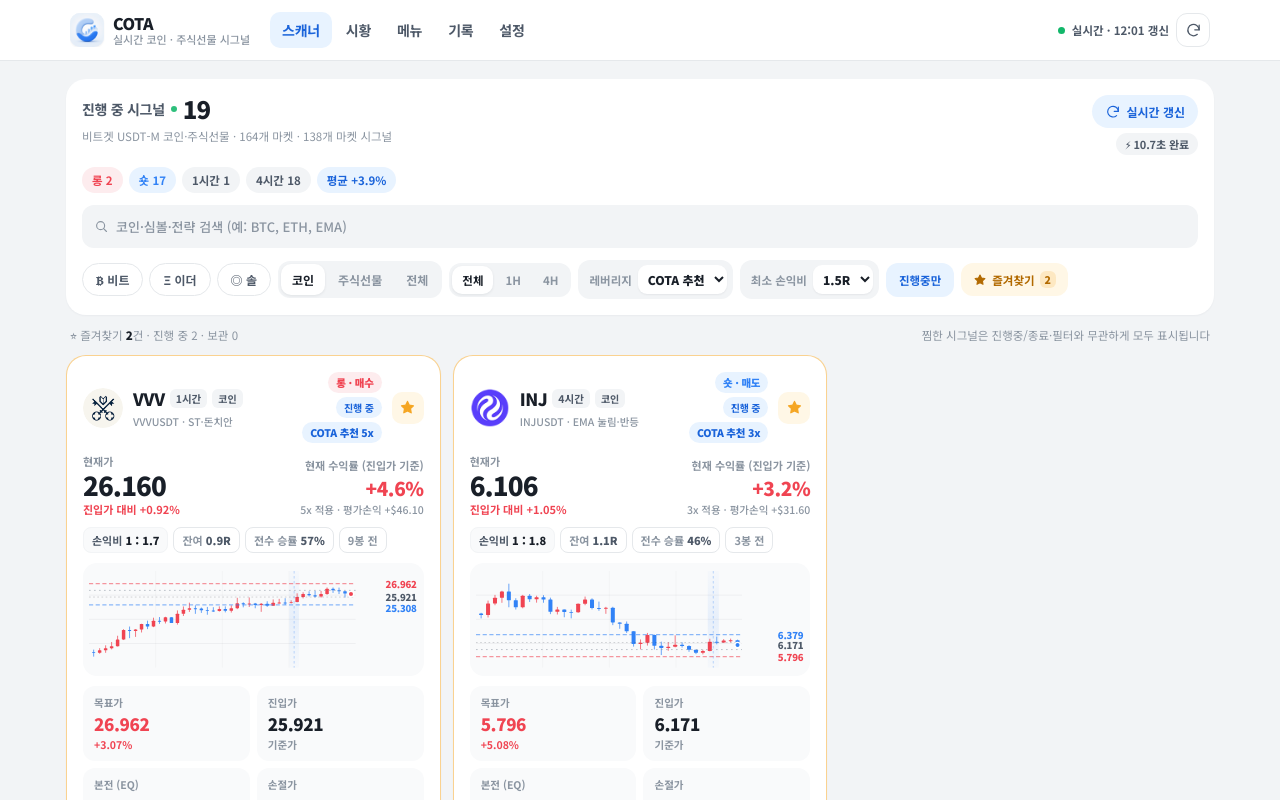 COTA
실시간 코인 · 주식선물 시그널
스캐너 시황 메뉴 기록 설정
실시간 · 12:01 갱신
진행 중 시그널 19
실시간 갱신
비트겟 USDT-M 코인·주식선물 · 164개 마켓 · 138개 마켓 시그널
⚡ 10.7초 완료
롱 2 숏 17 1시간 1 4시간 18 평균 +3.9%
코인·심볼·전략 검색 (예: BTC, ETH, EMA)
₿ 비트 Ξ 이더 ◎ 솔 코인 주식선물 전체 전체 1H 4H 레버리지 COTA 추천 최소 손익비 1.5R 진행중만 ★ 즐겨찾기 2
⭐ 즐겨찾기 2건 · 진행 중 2 · 보관 0
찜한 시그널은 진행중/종료·필터와 무관하게 모두 표시됩니다
VVV 1시간 코인
VVVUSDT · ST·돈치안
롱 · 매수
진행 중
COTA 추천 5x
현재가
26.160
진입가 대비 +0.92%
현재 수익률 (진입가 기준)
+4.6%
5x 적용 · 평가손익 +$46.10
손익비 1 : 1.7 잔여 0.9R 전수 승률 57% 9봉 전
26.962
25.921
25.308
목표가
26.962
+3.07%
진입가
25.921
기준가
본전 (EQ)
손절가
INJ 4시간 코인
INJUSDT · EMA 눌림·반등
숏 · 매도
진행 중
COTA 추천 3x
현재가
6.106
진입가 대비 +1.05%
현재 수익률 (진입가 기준)
+3.2%
3x 적용 · 평가손익 +$31.60
손익비 1 : 1.8 잔여 1.1R 전수 승률 46% 3봉 전
6.379
6.171
5.796
목표가
5.796
+5.08%
진입가
6.171
기준가
본전 (EQ)
손절가